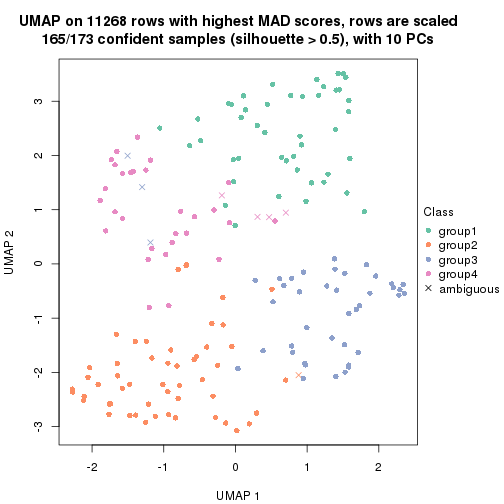 UMAP on 11268 rows with highest MAD scores, rows are scaled
165/173 confident samples (silhouette > 0.5), with 10 PCs
3
2
1
0
-1
-2
-3
UMAP 2
-2
-1
0
1
2
UMAP 1
Class
group1
group2
group3
group4
ambiguous